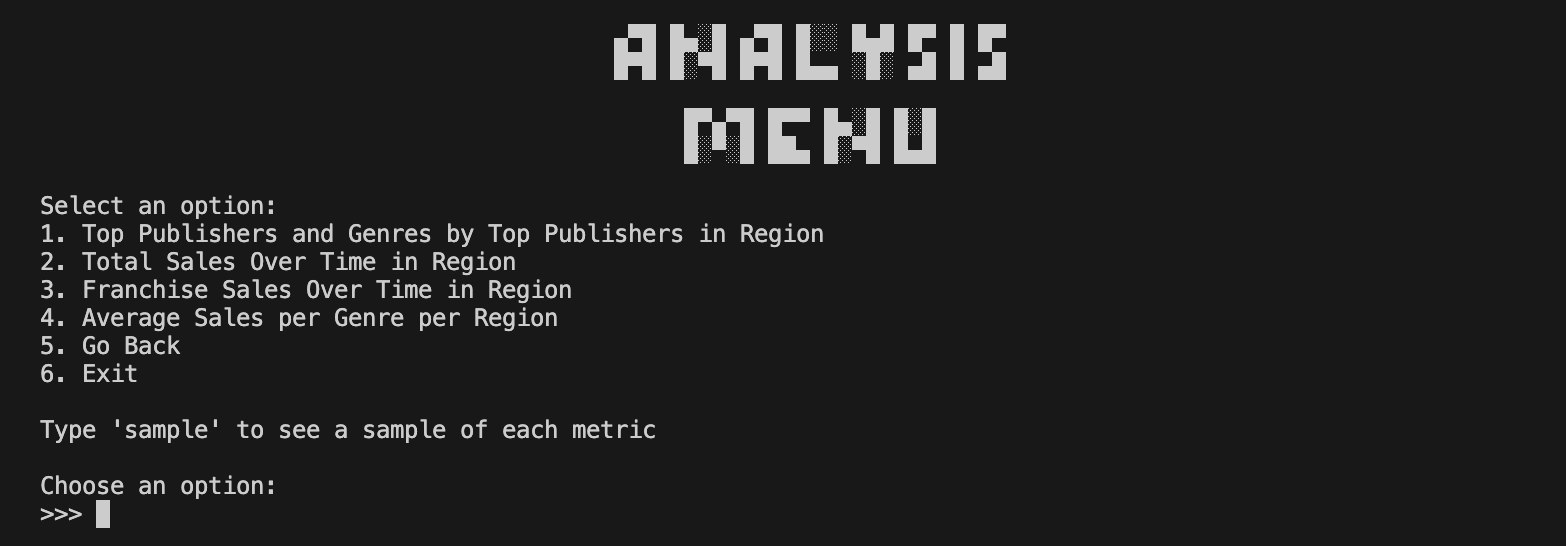 ANALYSIS
MENU
Select an option:
1. Top Publishers and Genres by Top Publishers in Region
2. Total Sales Over Time in Region
3. Franchise Sales Over Time in Region
4. Average Sales per Genre per Region
5. Go Back
6. Exit
Type 'sample' to see a sample of each metric
Choose an option:
>>>